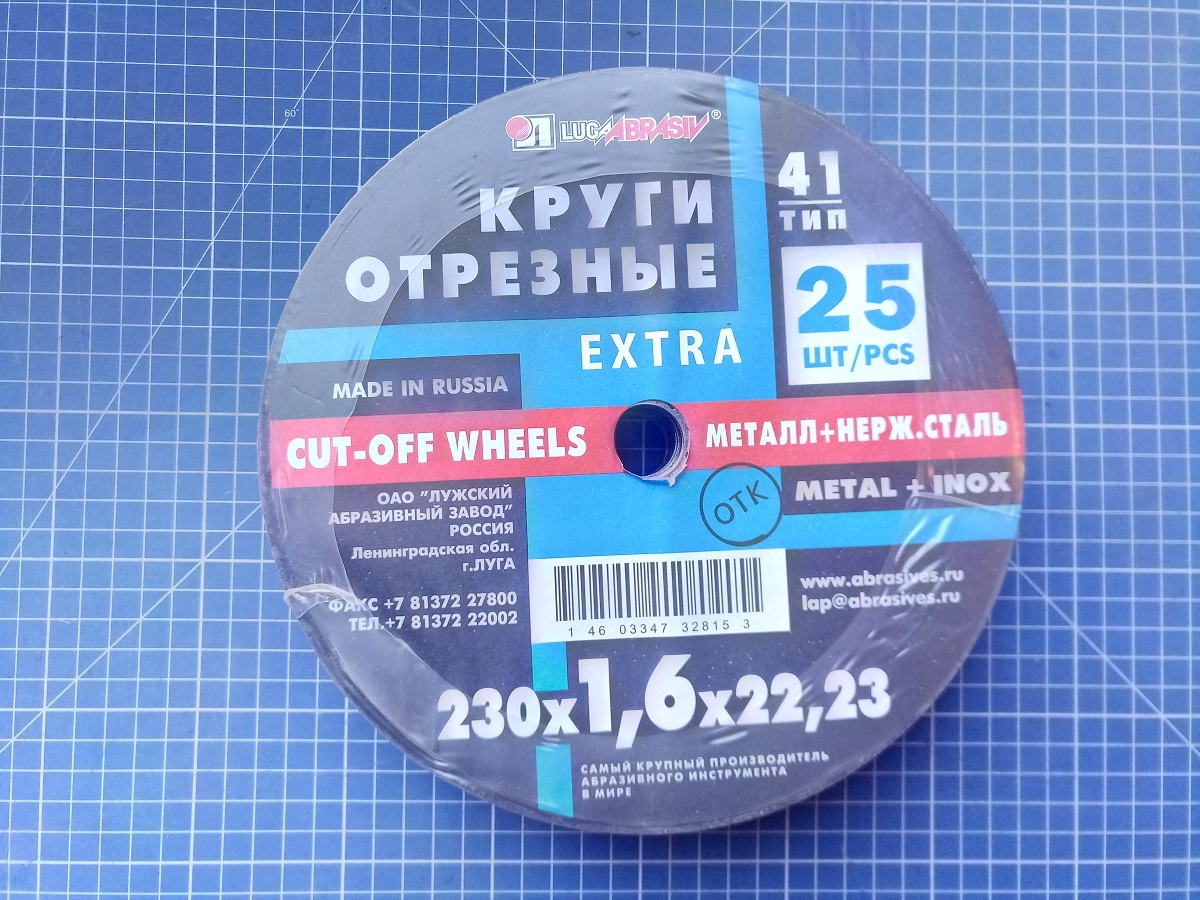 60°
LUGAABRASIV®
КРУГИ
ОТРЕЗНЫЕ
41
ТИП
25
ШТ/PCS
EXTRA
MADE IN RUSSIA
CUT-OFF WHEELS
МЕТАЛЛ+НЕРЖ.СТАЛЬ
METAL + INOX
ОТК
ОАО "ЛУЖСКИЙ
АБРАЗИВНЫЙ ЗАВОД"
РОССИЯ
Ленинградская обл.
г.ЛУГА
ФАКС +7 81372 27800
ТЕЛ.+7 81372 22002
1 46 03347 32815 3
www.abrasives.ru
lap@abrasives.ru
230x1,6x22,23
САМЫЙ КРУПНЫЙ ПРОИЗВОДИТЕЛЬ
АБРАЗИВНОГО ИНСТРУМЕНТА
В МИРЕ